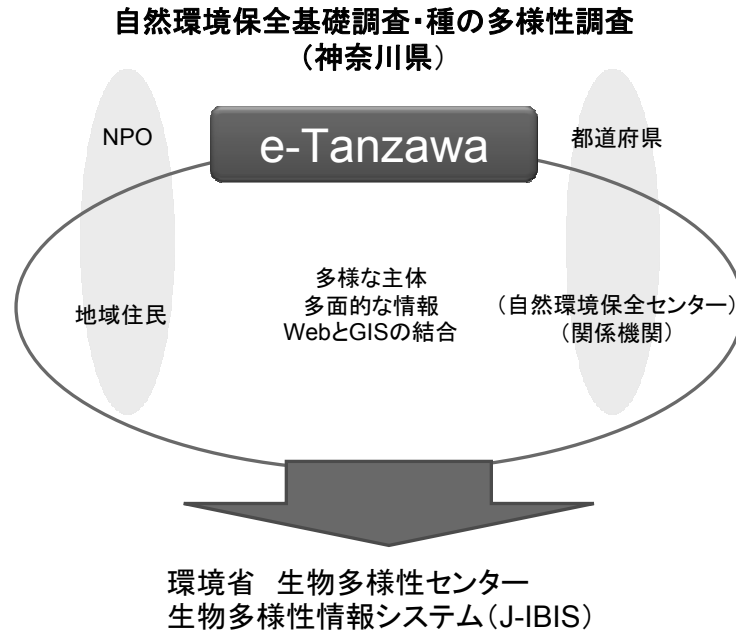 自然環境保全基礎調査・種の多様性調査
（神奈川県）
NPO
e-Tanzawa
都道府県
多様な主体
多面的な情報
WebとGISの結合
地域住民
（自然環境保全センター）
（関係機関）
環境省　生物多様性センター
生物多様性情報システム（J-IBIS）